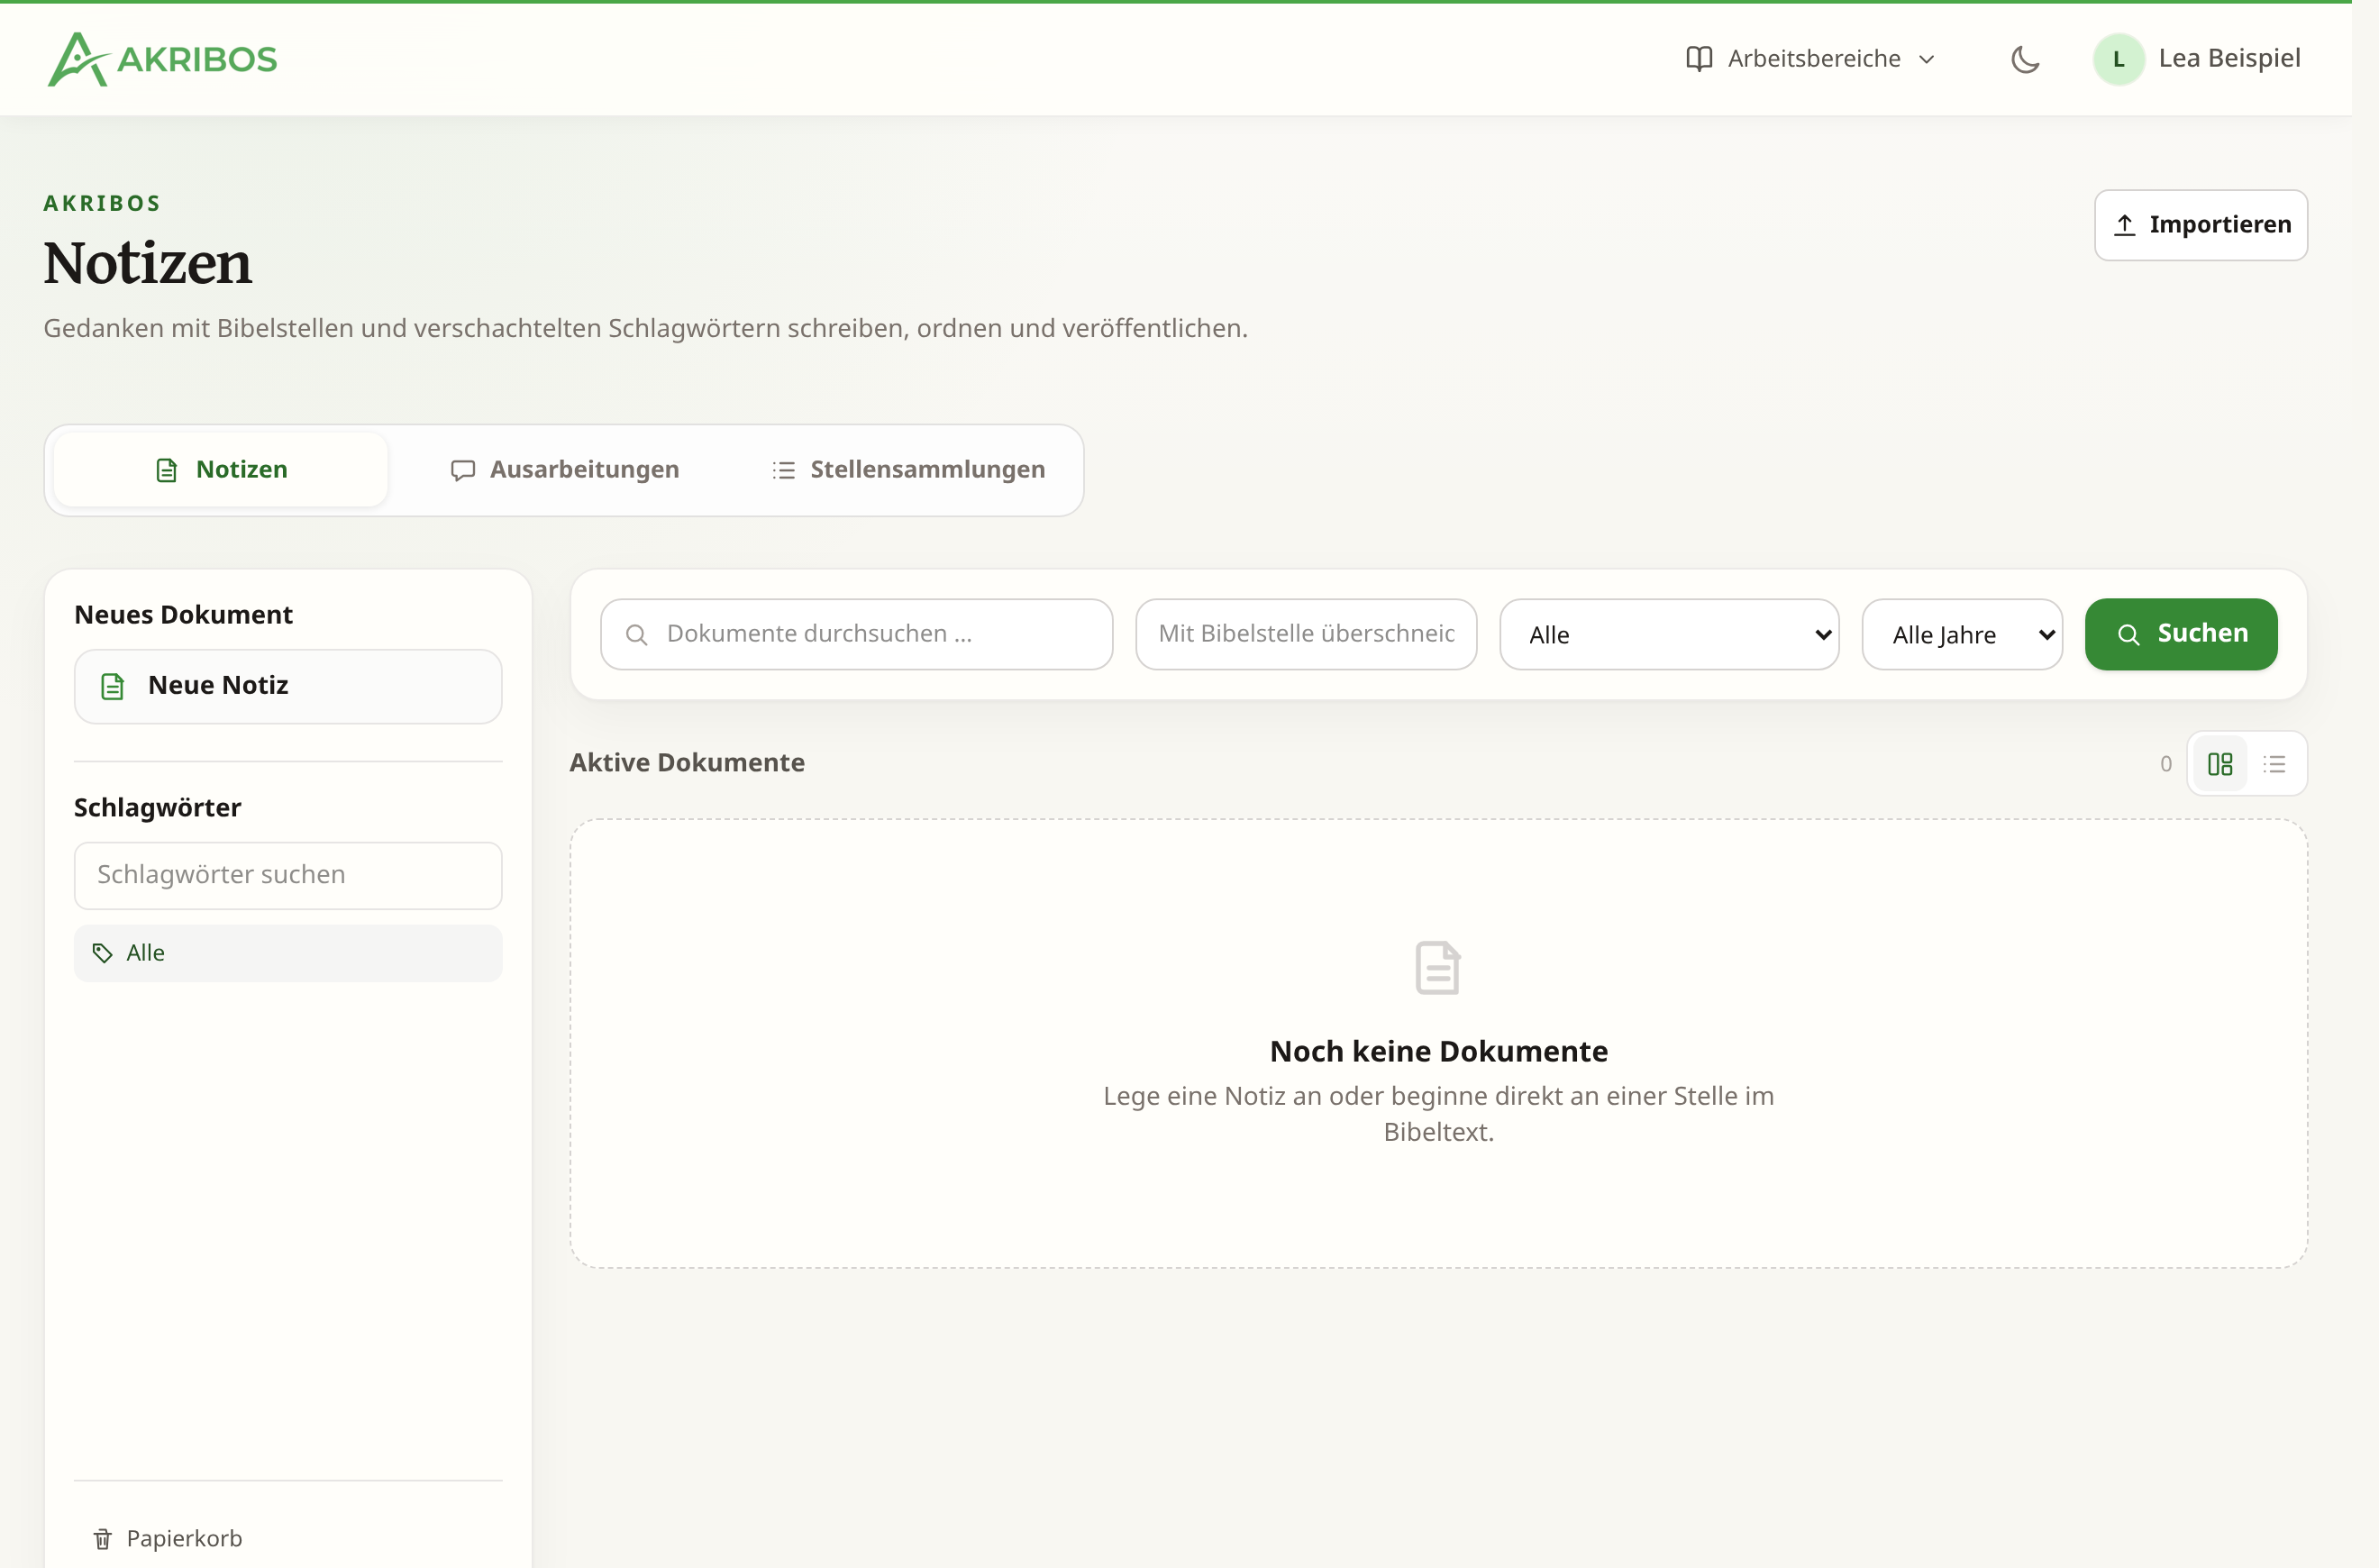 AKRIBOS
Arbeitsbereiche
L
Lea Beispiel
AKRIBOS
Notizen
Gedanken mit Bibelstellen und verschachtelten Schlagwörtern schreiben, ordnen und veröffentlichen.
Importieren
Notizen
Ausarbeitungen
Stellensammlungen
Neues Dokument
Neue Notiz
Schlagwörter
Schlagwörter suchen
Alle
Papierkorb
Dokumente durchsuchen ...
Mit Bibelstelle
Alle
Alle Jahre
Suchen
Aktive Dokumente
0
Noch keine Dokumente
Lege eine Notiz an oder beginne direkt an einer Stelle im
Bibeltext.